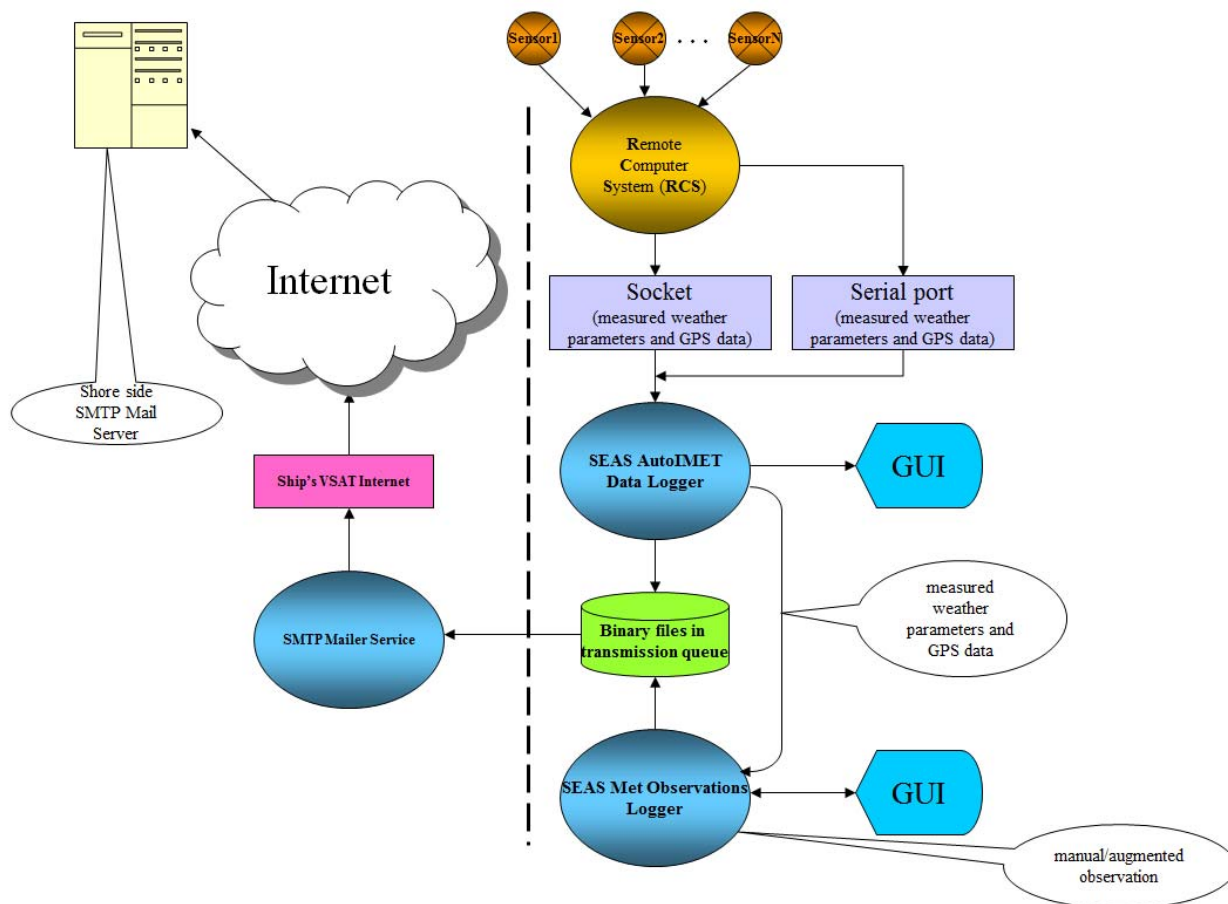 Sensor1
Sensor2
. . .
SensorN
Remote
Computer
System (RCS)
Internet
Socket
(measured weather
parameters and GPS data)
Serial port
(measured weather
parameters and GPS data)
Shore side
SMTP Mail
Server
SEAS AutoIMET
Data Logger
GUI
Ship's VSAT Internet
SMTP Mailer Service
Binary files in
transmission queue
measured
weather
parameters and
GPS data
SEAS Met Observations
Logger
GUI
manual/augmented
observation